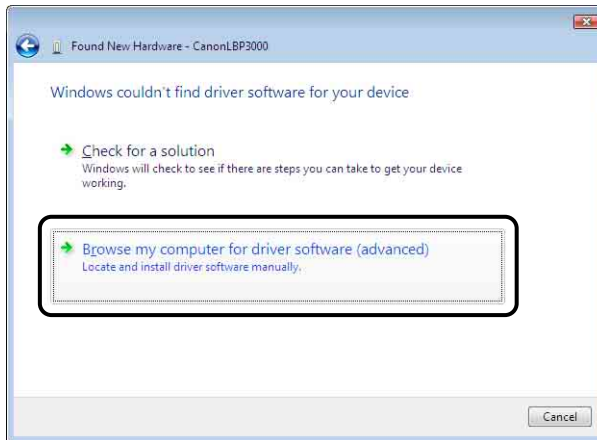 Found New Hardware - CanonLBP3000
Windows couldn't find driver software for your device
Check for a solution
Windows will check to see if there are steps you can take to get your device
working.
Browse my computer for driver software (advanced)
Locate and install driver software manually.
Cancel